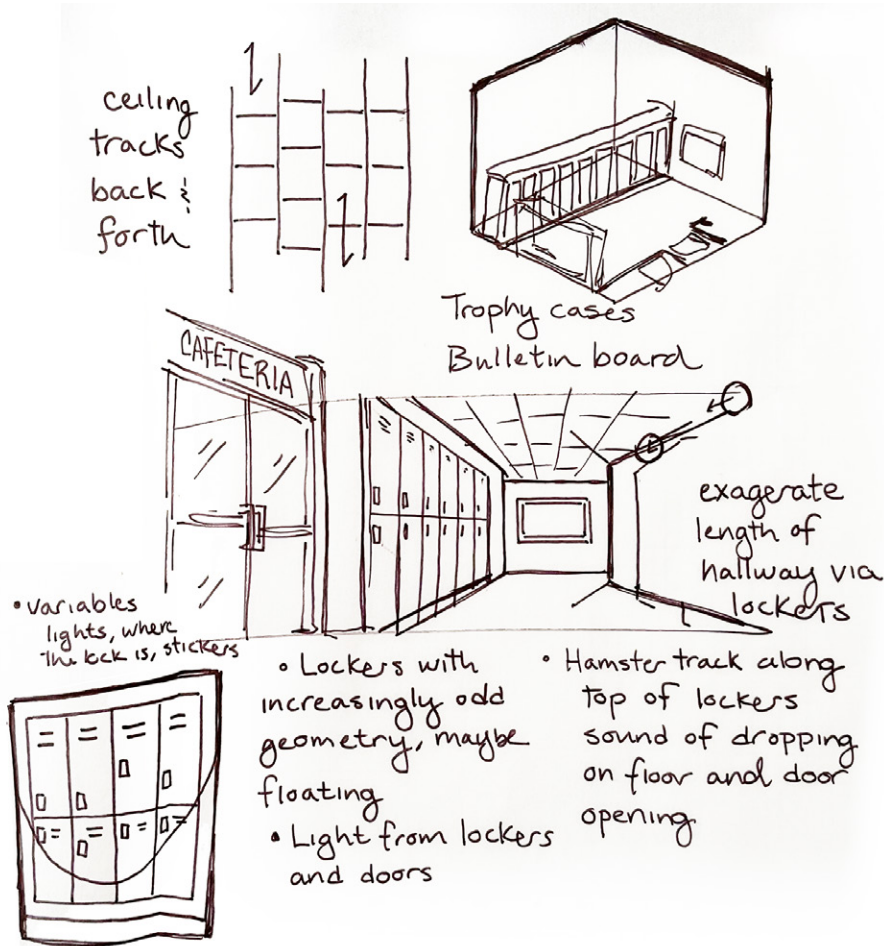 ceiling
tracks
back &
forth
Trophy cases
Bulletin board
CAFETERIA
exagerate
length of
hallway via
lockers
• variables
lights, where
the lock is, stickers
• Lockers with
increasingly odd
geometry, maybe
floating
• Light from lockers
and doors
• Hamster track along
top of lockers
sound of dropping
on floor and door
opening